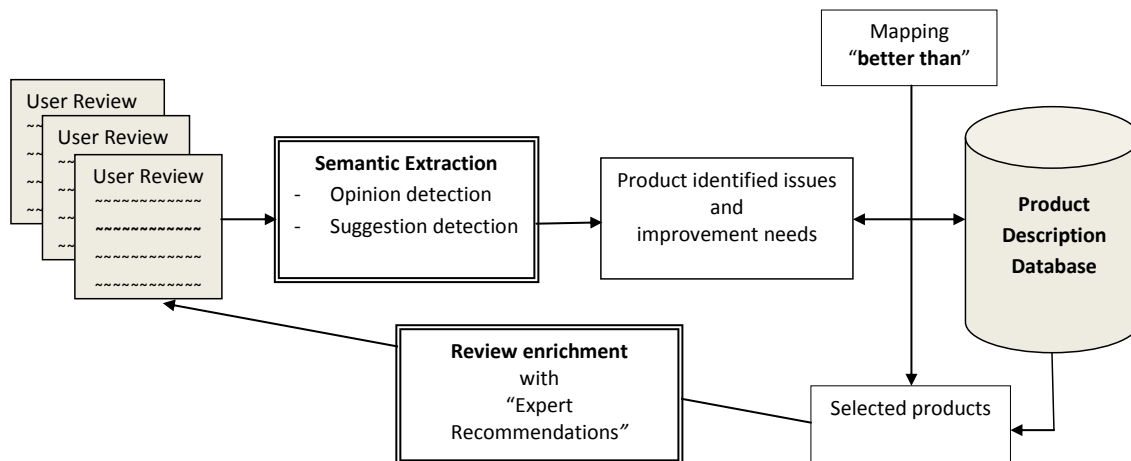 Mapping
“better than”
User Review
User Review
User Review
~~~~~~~~~~~~
~~~~~~~~~~~~
~~~~~~~~~~~~
~~~~~~~~~~~~
Semantic Extraction
- Opinion detection
- Suggestion detection
Product identified issues
and
improvement needs
Product
Description
Database
Review enrichment
with
“Expert
Recommendations”
Selected products